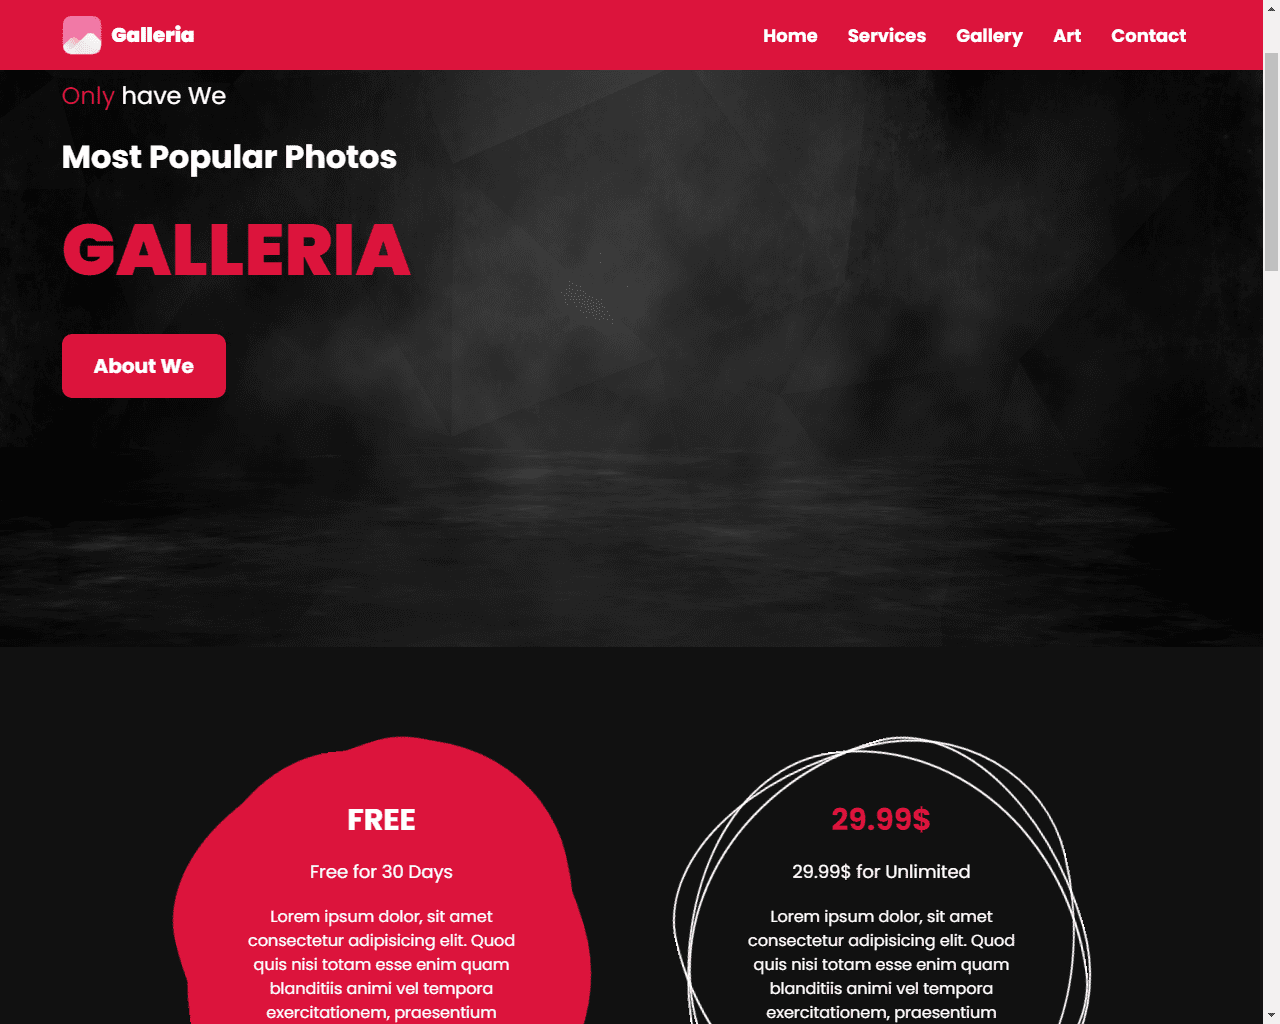 Galleria
Home Services Gallery Art Contact
Only have We
Most Popular Photos
GALLERIA
About We
FREE
Free for 30 Days
Lorem ipsum dolor, sit amet
consectetur adipisicing elit. Quod
quis nisi totam esse enim quam
blanditiis animi vel tempora
exercitationem, praesentium
29.99$
29.99$ for Unlimited
Lorem ipsum dolor, sit amet
consectetur adipisicing elit. Quod
quis nisi totam esse enim quam
blanditiis animi vel tempora
exercitationem, praesentium